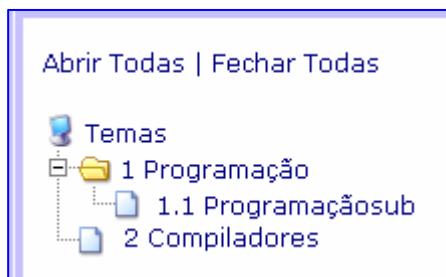 Abrir Todas | Fechar Todas
Temas
1 Programação
1.1 Programaçãosub
2 Compiladores